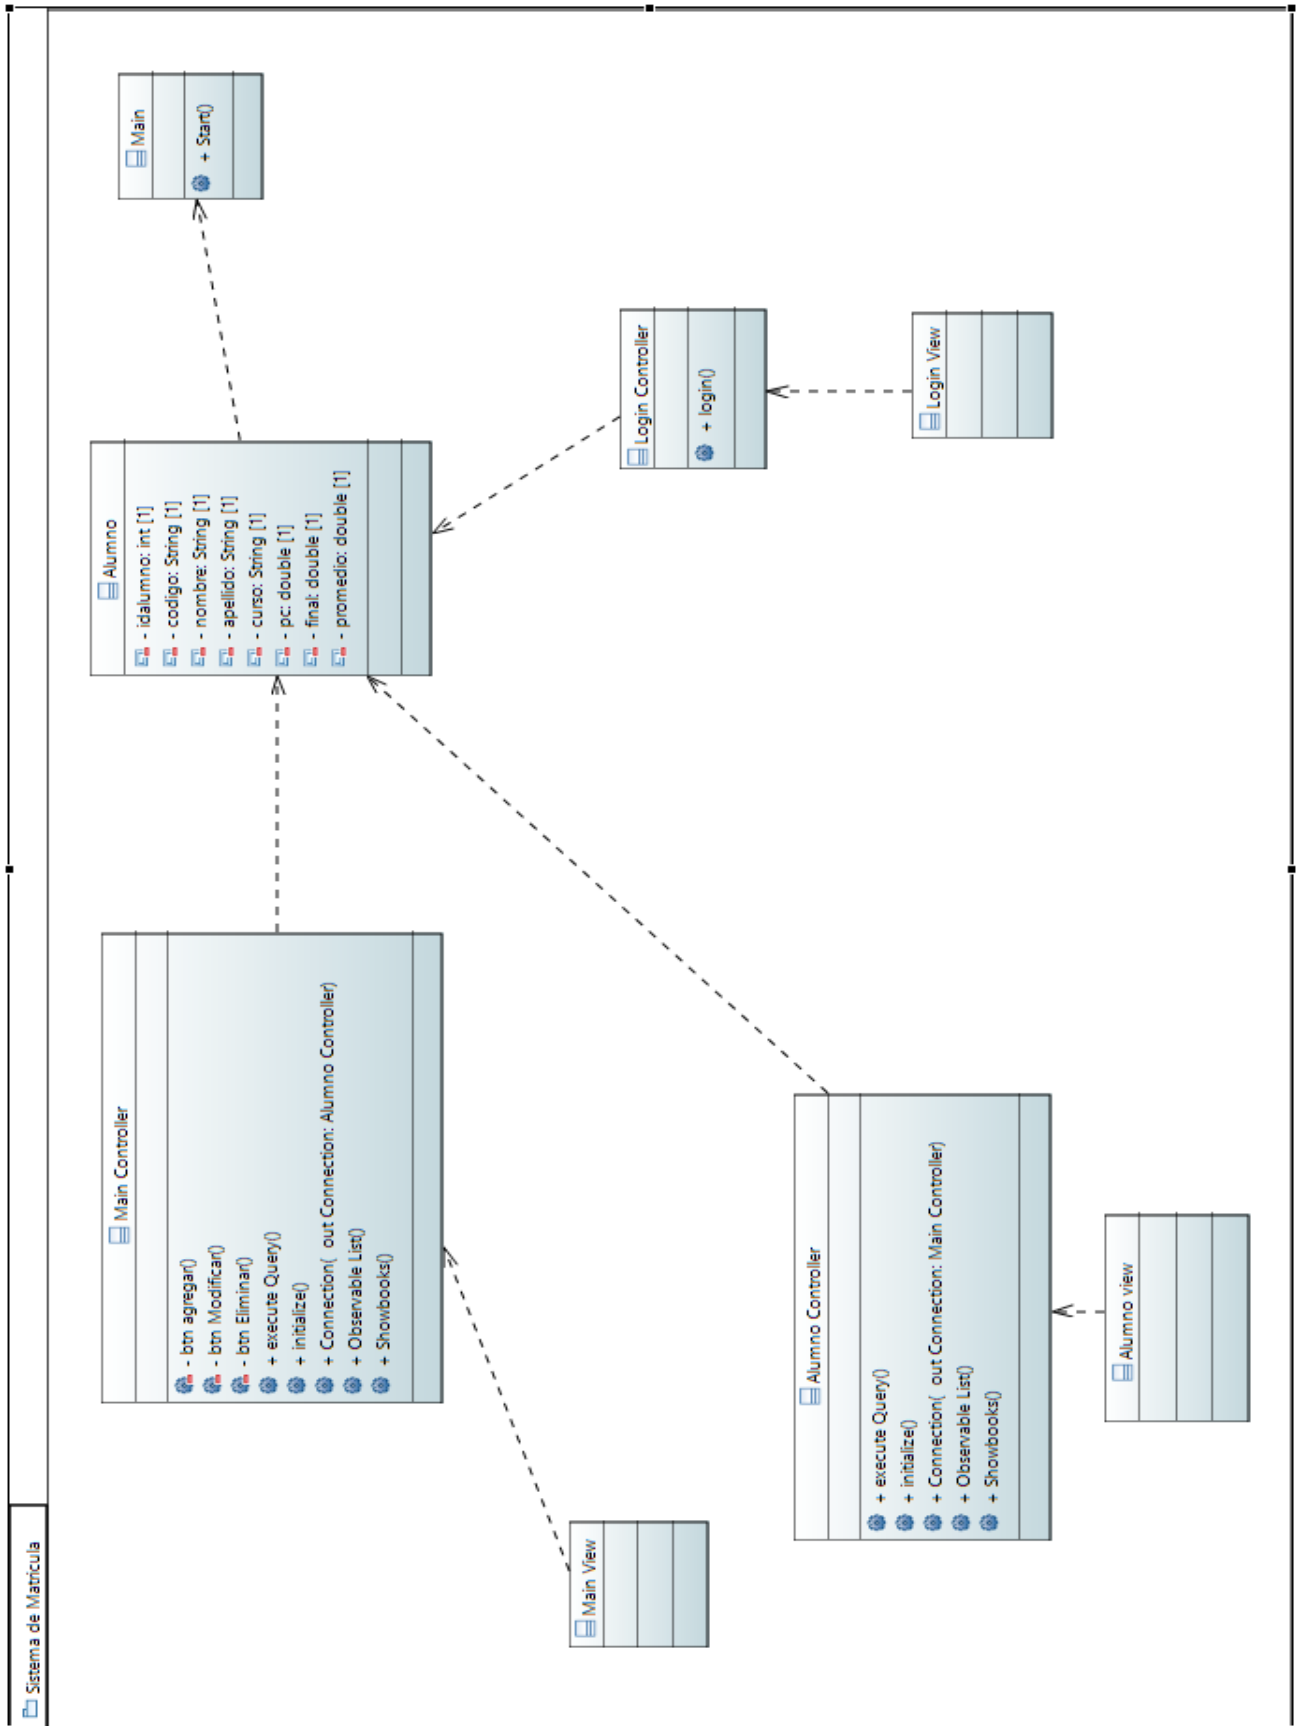 Sistema de Matricula
Main Controller
- btn agregar()
- btn Modificar()
- btn Eliminar()
+ execute Query()
+ initialize()
+ Connection( out Connection: Alumno Controller)
+ Observable List()
+ Showbooks()
Alumno
- idalumno: int [1]
- codigo: String [1]
- nombre: String [1]
- apellido: String [1]
- curso: String [1]
- pc: double [1]
- final: double [1]
- promedio: double [1]
Main
+ Start()
Main View
Login Controller
+ login()
Alumno Controller
+ execute Query()
+ initialize()
+ Connection( out Connection: Main Controller)
+ Observable List()
+ Showbooks()
Login View
Alumno view